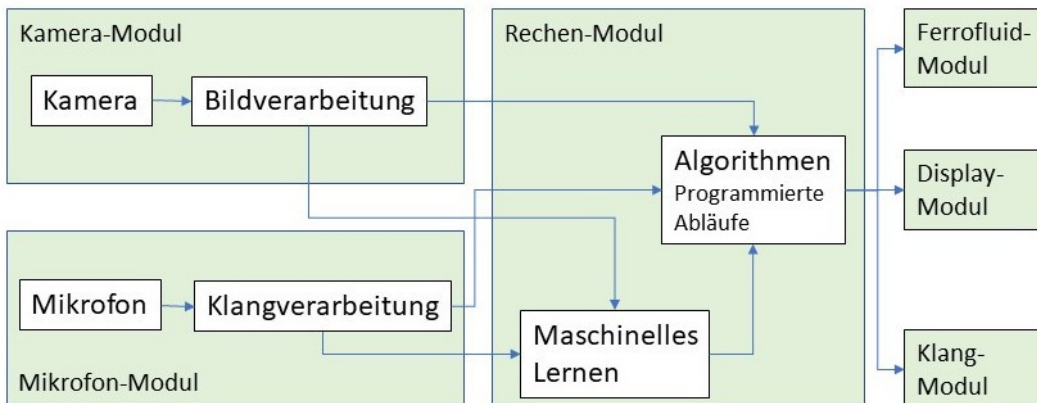 Kamera-Modul
Kamera
Bildverarbeitung
Mikrofon
Klangverarbeitung
Mikrofon-Modul
Rechen-Modul
Algorithmen
Programmierte
Abläufe
Maschinelles
Lernen
Ferrofluid-
Modul
Display-
Modul
Klang-
Modul